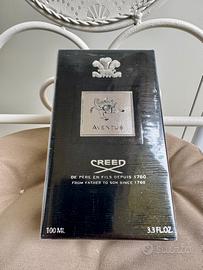 AVENTUS
CREED
DE PÈRE EN FILS DEPUIS 1760
FROM FATHER TO SON SINCE 1760
100 ML 3.3 FL.OZ.
subito